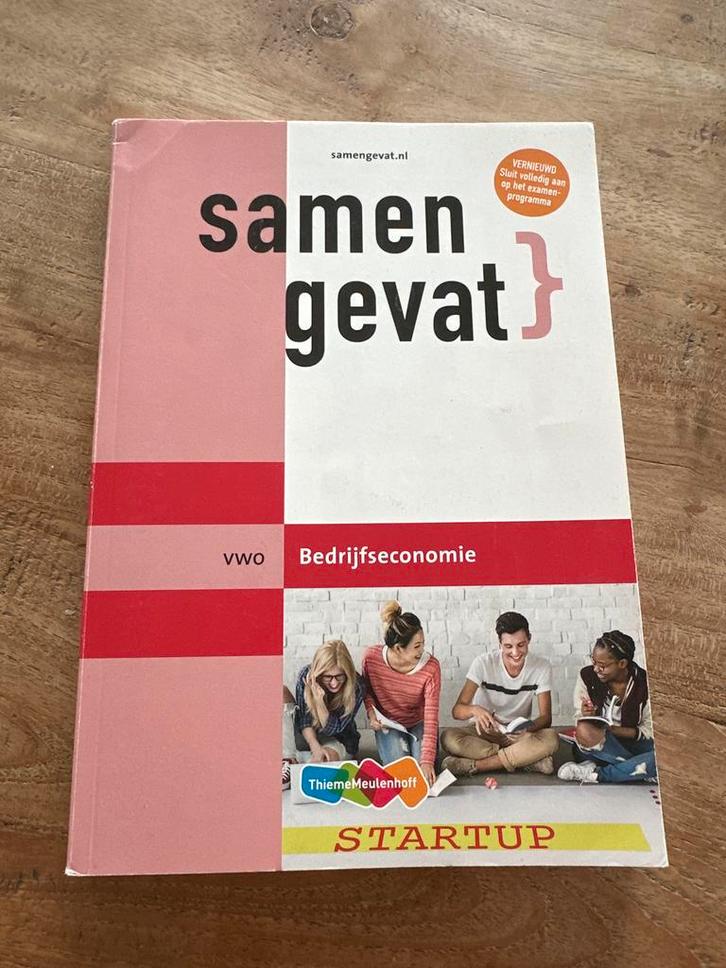 samengevat.nl
VERNIEUWD
Sluit volledig aan
op het examen-
programma
samen
gevat}
vwo
Bedrijfseconomie
ThiemeMeulenhoff
STARTUP